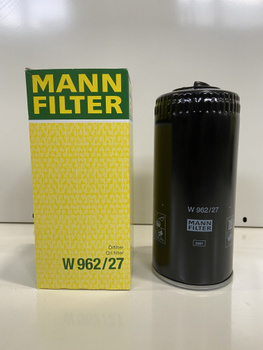 MANN
FILTER
Ölfilter
Oil filter
W 962/27
MANN
FILTER
W 962/27